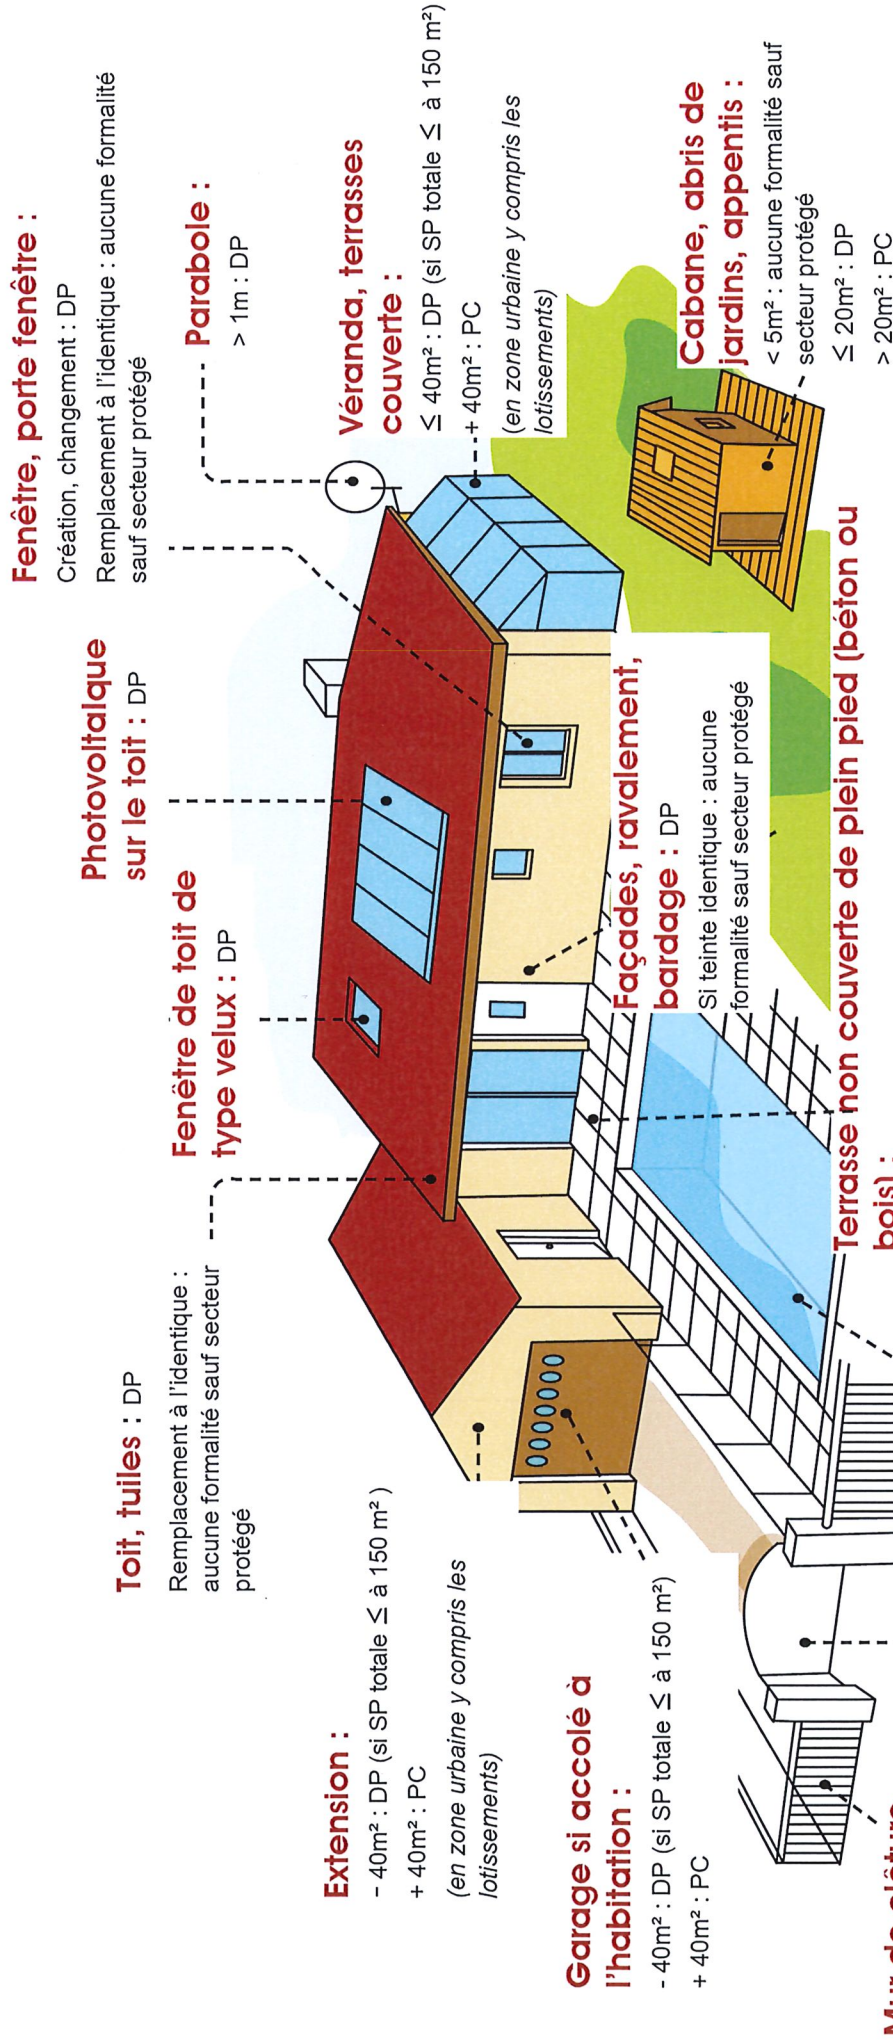 Fenêtre, porte fenêtre :
Création, changement : DP
Remplacement à l'identique : aucune formalité
sauf secteur protégé
Parabole :
> 1m : DP
Photovoltaïque
sur le toit : DP
Fenêtre de toit de
type velux : DP
Toit, tuiles : DP
Remplacement à l'identique :
aucune formalité sauf secteur
protégé
Véranda, terrasses
couverte :
≤ 40m² : DP (si SP totale ≤ à 150 m²)
+ 40m² : PC
(en zone urbaine y compris les
lotissements)
Extension :
- 40m² : DP (si SP totale ≤ à 150 m² )
+ 40m² : PC
(en zone urbaine y compris les
lotissements)
Garage si accolé à
l'habitation :
- 40m² : DP (si SP totale ≤ à 150 m²)
+ 40m² : PC
Façades, ravalement,
bardage : DP
Si teinte identique : aucune
formalité sauf secteur protégé
Cabane, abris de
jardins, appentis :
< 5m² : aucune formalité sauf
secteur protégé
≤ 20m² : DP
> 20m² : PC
Terrasse non couverte de plein pied (béton ou
bois) :
Mur de clôture